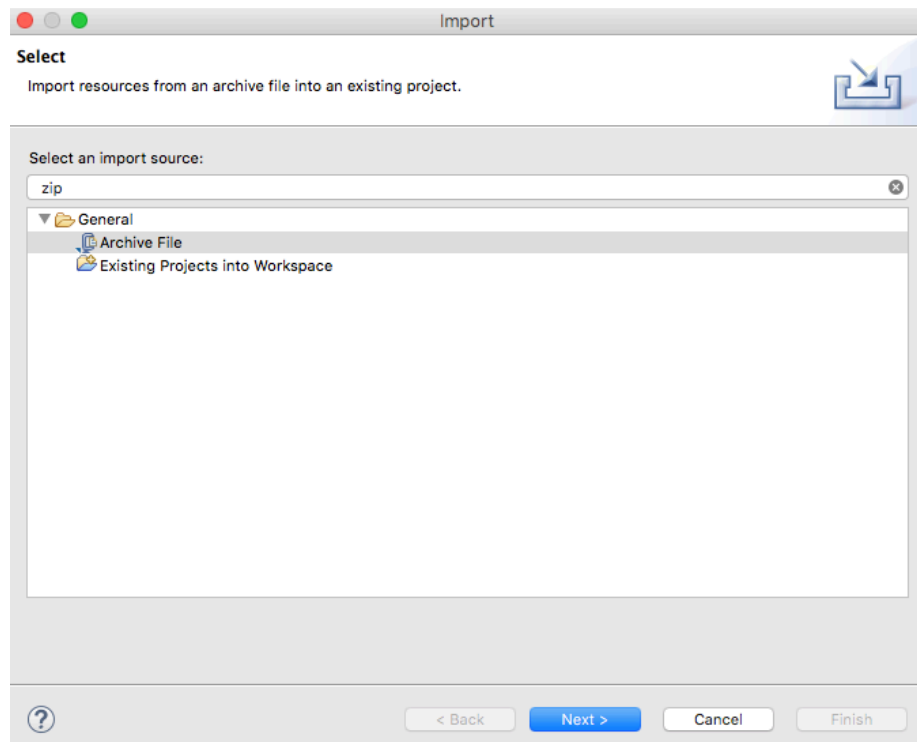 Import
Select
Import resources from an archive file into an existing project.
Select an import source:
zip
General
Archive File
Existing Projects into Workspace
?
< Back
Next >
Cancel
Finish